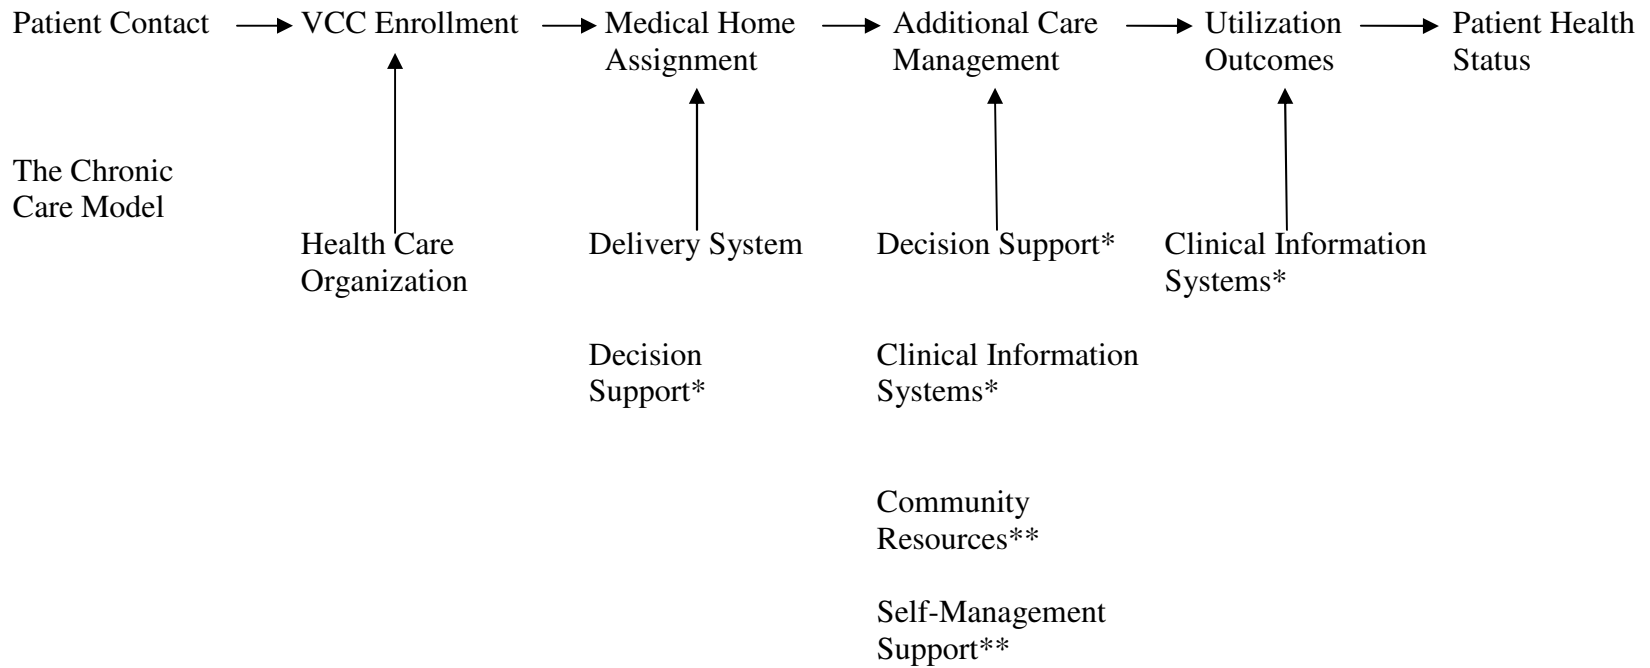 Patient Contact
VCC Enrollment
Medical Home
Assignment
Additional Care
Management
Utilization
Outcomes
Patient Health
Status
The Chronic
Care Model
Health Care
Organization
Delivery System
Decision Support*
Clinical Information
Systems*
Decision
Support*
Clinical Information
Systems*
Community
Resources**
Self-Management
Support**